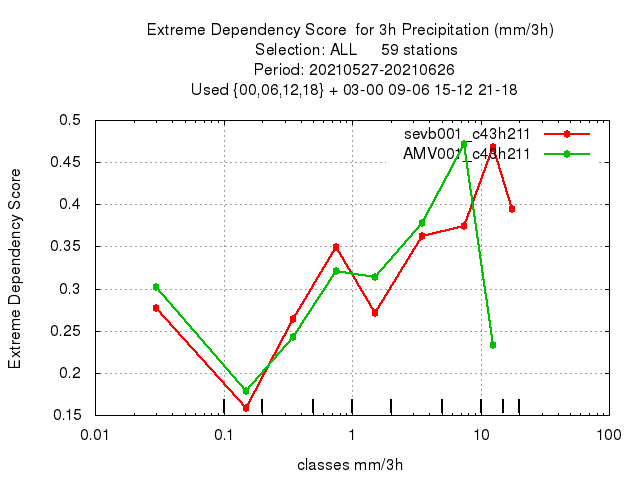 Extreme Dependency Score  for 3h Precipitation (mm/3h)
Selection: ALL     59 stations
Period: 20210527-20210626
Used {00,06,12,18} + 03-00 09-06 15-12 21-18
sevb001_c43h211
AMV001_c43h211
0.5
0.45
0.4
0.35
0.3
0.25
0.2
0.15
Extreme Dependency Score
0.01 0.1 1 10 100
classes mm/3h